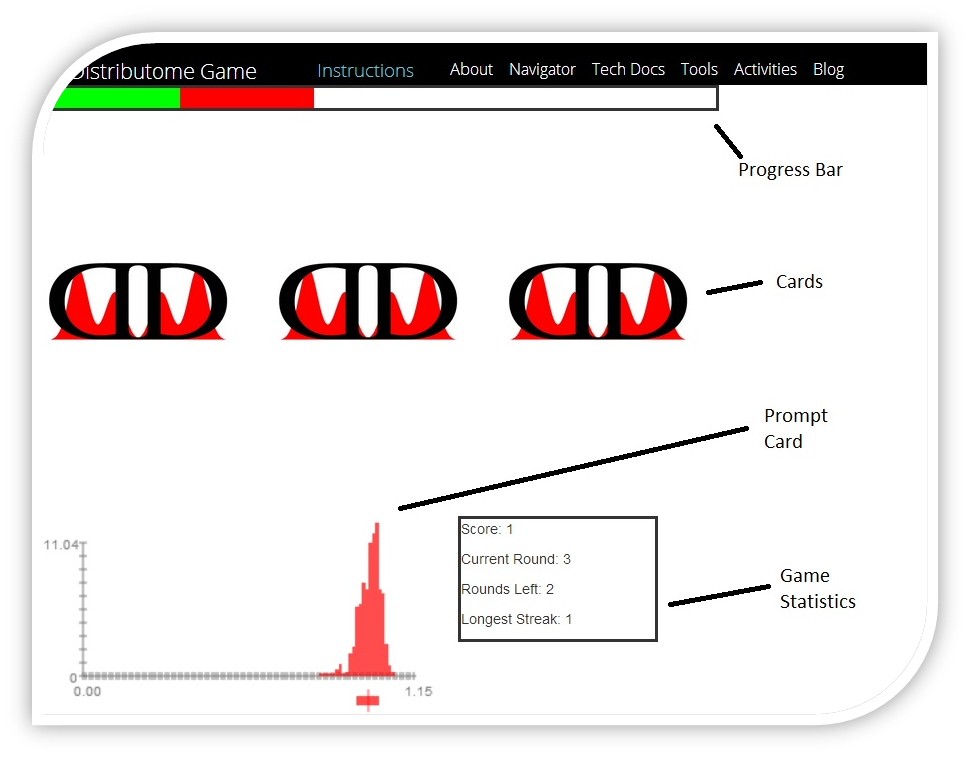 Distributome Game Instructions About Navigator Tech Docs Tools Activities Blog
Progress Bar
Cards
Prompt
Card
11.04
Score: 1
Current Round: 3
Rounds Left: 2
Longest Streak: 1
Game
Statistics
0
0.00 1.15